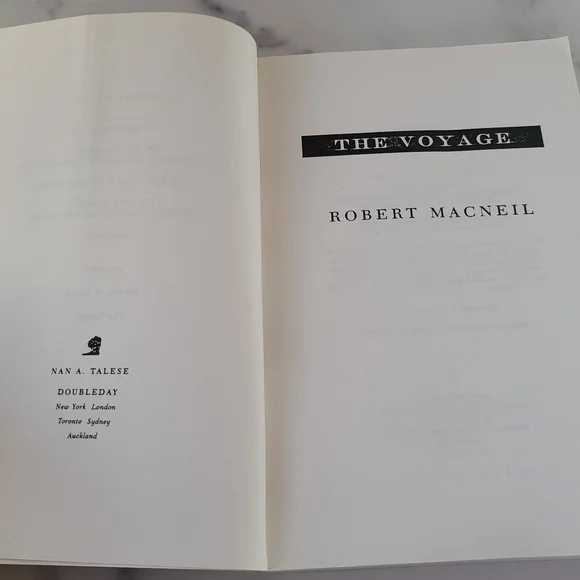 NAN A. TALESE
DOUBLEDAY
New York London
Toronto Sydney
Auckland
THE VOYAGE
ROBERT MACNEIL